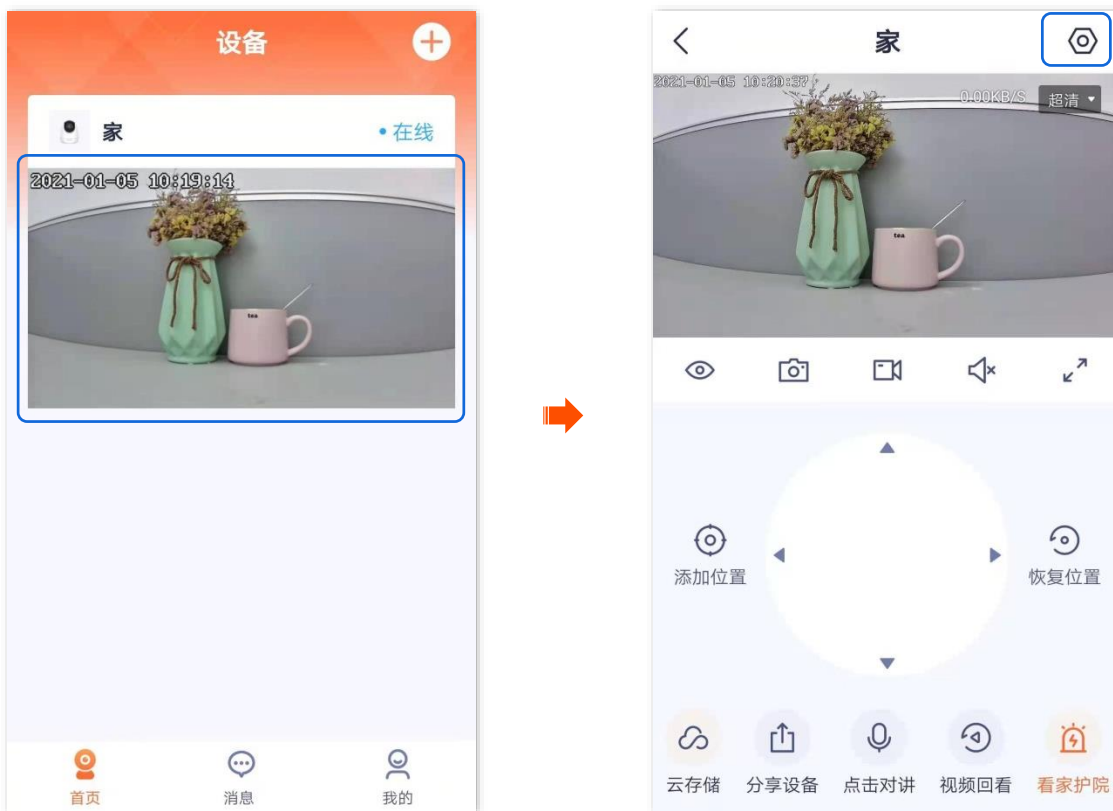 设备
家
在线
2021-01-05 10:19:14
tea
首页
消息
我的
家
2021-01-05 10:20:37
0.00KB/S
超清
tea
添加位置
恢复位置
云存储
分享设备
点击对讲
视频回看
看家护院